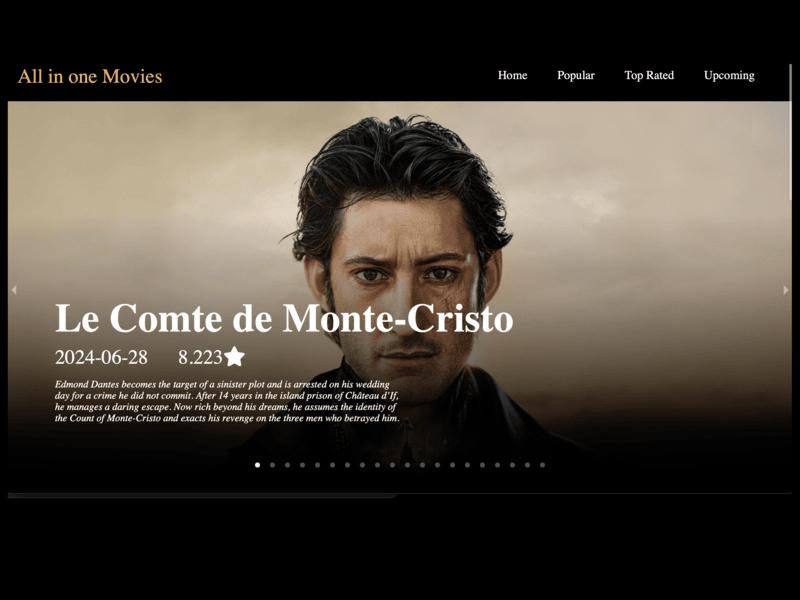 All in one Movies
Home Popular Top Rated Upcoming
Le Comte de Monte-Cristo
2024-06-28 8.223
Edmond Dantes becomes the target of a sinister plot and is arrested on his wedding
day for a crime he did not commit. After 14 years in the island prison of Château d’If,
he manages a daring escape. Now rich beyond his dreams, he assumes the identity of
the Count of Monte-Cristo and exacts his revenge on the three men who betrayed him.